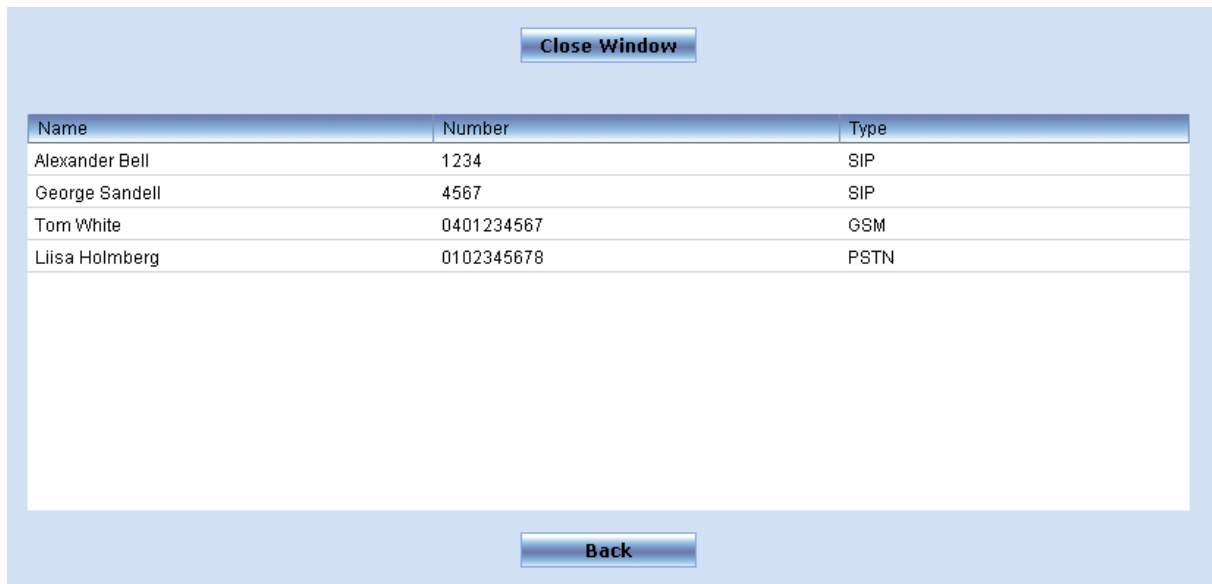 Close Window
Name Number Type
Alexander Bell 1234 SIP
George Sandell 4567 SIP
Tom White 0401234567 GSM
Liisa Holmberg 0102345678 PSTN
Back